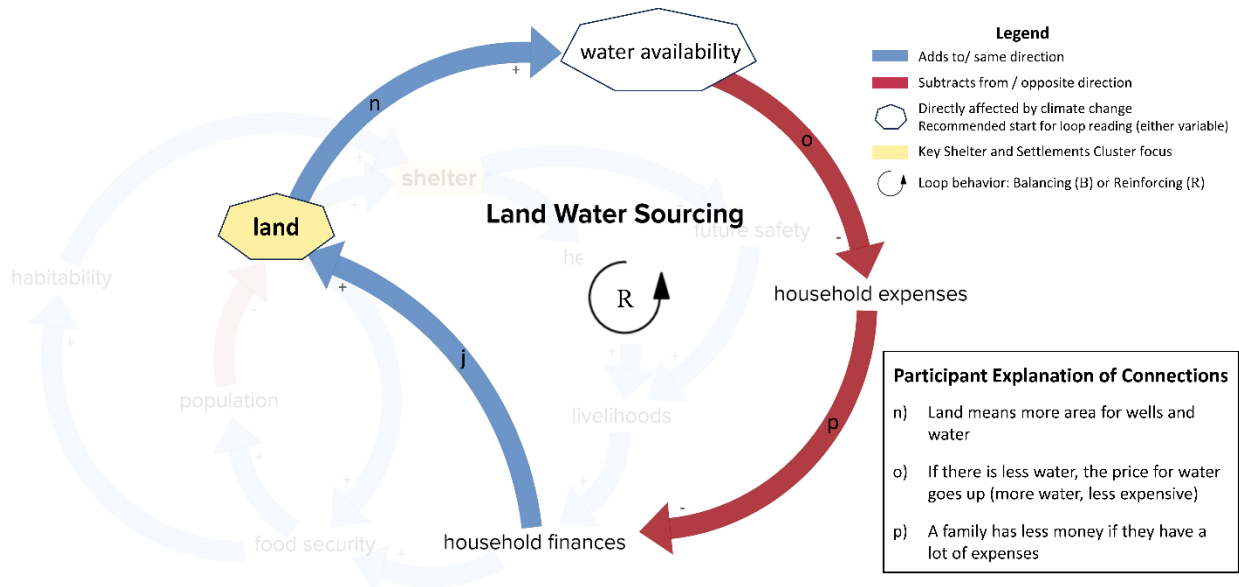 Legend
Adds to/ same direction
Subtracts from / opposite direction
Directly affected by climate change
Recommended start for loop reading (either variable)
Key Shelter and Settlements Cluster focus
Loop behavior: Balancing (B) or Reinforcing (R)
water availability
+
n
o
shelter
Land Water Sourcing
land
future safety
he
habitability
-
+
-
household expenses
R
+
j
Participant Explanation of Connections
n) Land means more area for wells and
water
o) If there is less water, the price for water
goes up (more water, less expensive)
p) A family has less money if they have a
lot of expenses
population
livelihoods
p
+
+
-
food security
household finances
+
+